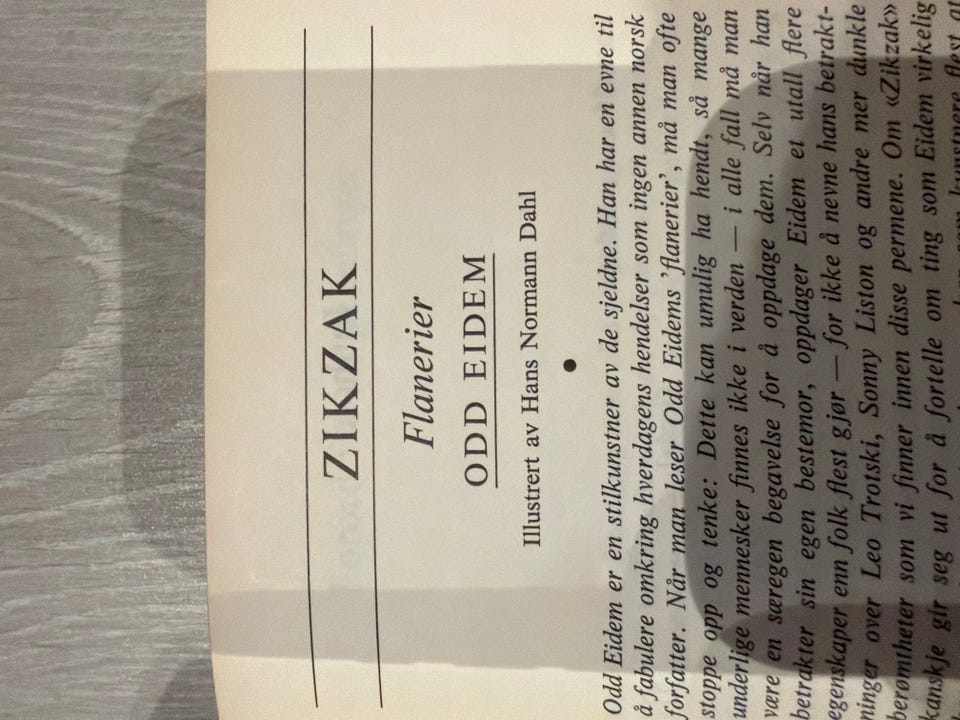 ZIKZAK
Flanerier
ODD EIDEM
Illustrert av Hans Normann Dahl
•
Odd Eidem er en stilkunstner av de sjeldne. Han har en evne til
å fabulere omkring hverdagens hendelser som ingen annen norsk
forfatter. Når man leser Odd Eidems 'flanerier', må man ofte
stoppe opp og tenke: Dette kan umulig ha hendt, så mange
underlige mennesker finnes ikke i verden — i alle fall må man
være en særegen begavelse for å oppdage dem. Selv når han
betrakter sin egen bestemor, oppdager Eidem et utall flere
egenskaper enn folk flest gjør — for ikke å nevne hans betrakt-
ninger over Leo Trotski, Sonny Liston og andre mer dunkle
berømtheter som vi finner innen disse permene. Om «Zikzak»
kanskje gir seg ut for å fortelle om ting som Eidem virkelig
som kunstnere flest at